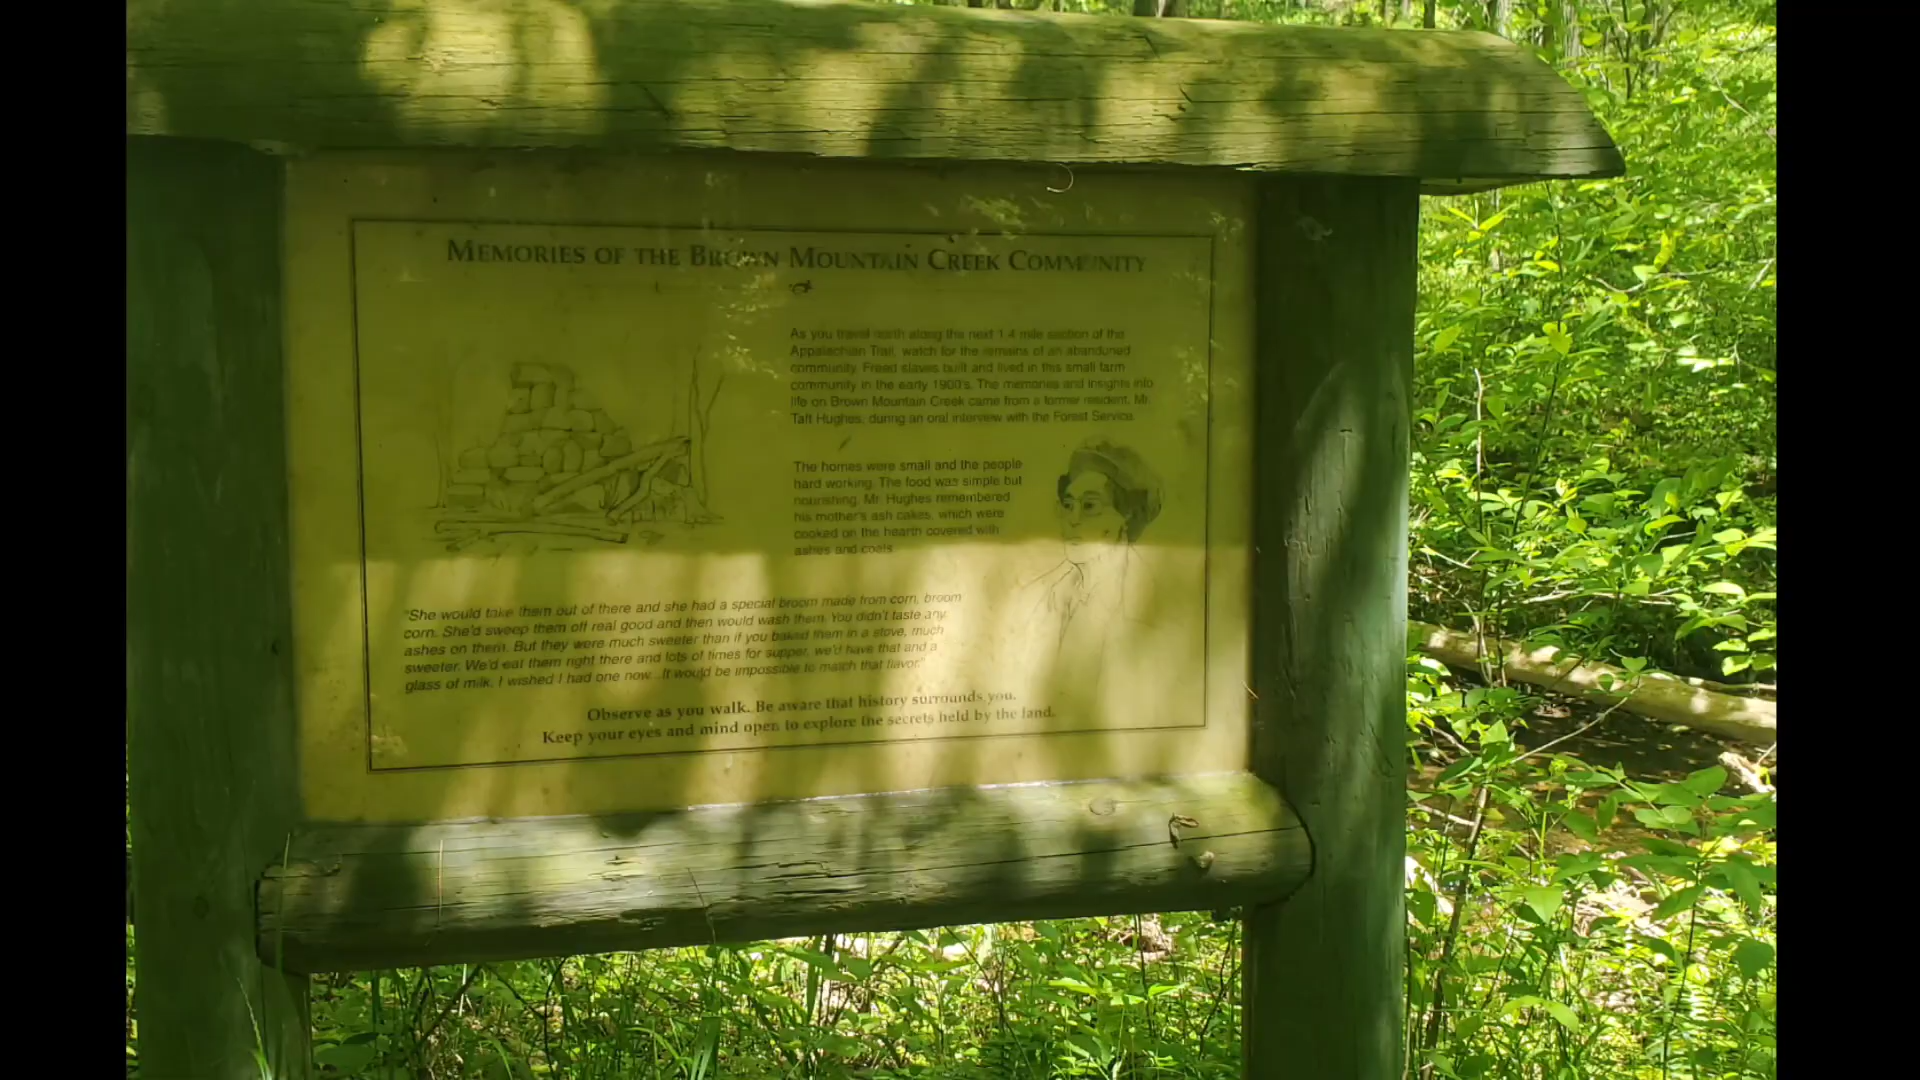 MEMORIES OF THE BROWN MOUNTAIN CREEK COMMUNITY
As you travel north along the next 1.4 mile section of the
Appalachian Trail, watch for the remains of an abandoned
community. Freed slaves built and lived in this small farm
community in the early 1900's. The memories and insights into
life on Brown Mountain Creek came from a former resident, Mr.
Taft Hughes, during an oral interview with the Forest Service.
The homes were small and the people
hard working. The food was simple but
nourishing. Mr. Hughes remembered
his mother's ash cakes, which were
cooked on the hearth covered with
ashes and coals.
"She would take them out of there and she had a special broom made from corn, broom
corn. She'd sweep them off real good and then would wash them. You didn't taste any
ashes on them. But they were much sweeter than if you baked them in a stove, much
sweeter. We'd eat them right there and lots of times for supper, we'd have that and a
glass of milk. I wished I had one now...It would be impossible to match that flavor."
Observe as you walk. Be aware that history surrounds you.
Keep your eyes and mind open to explore the secrets held by the land.